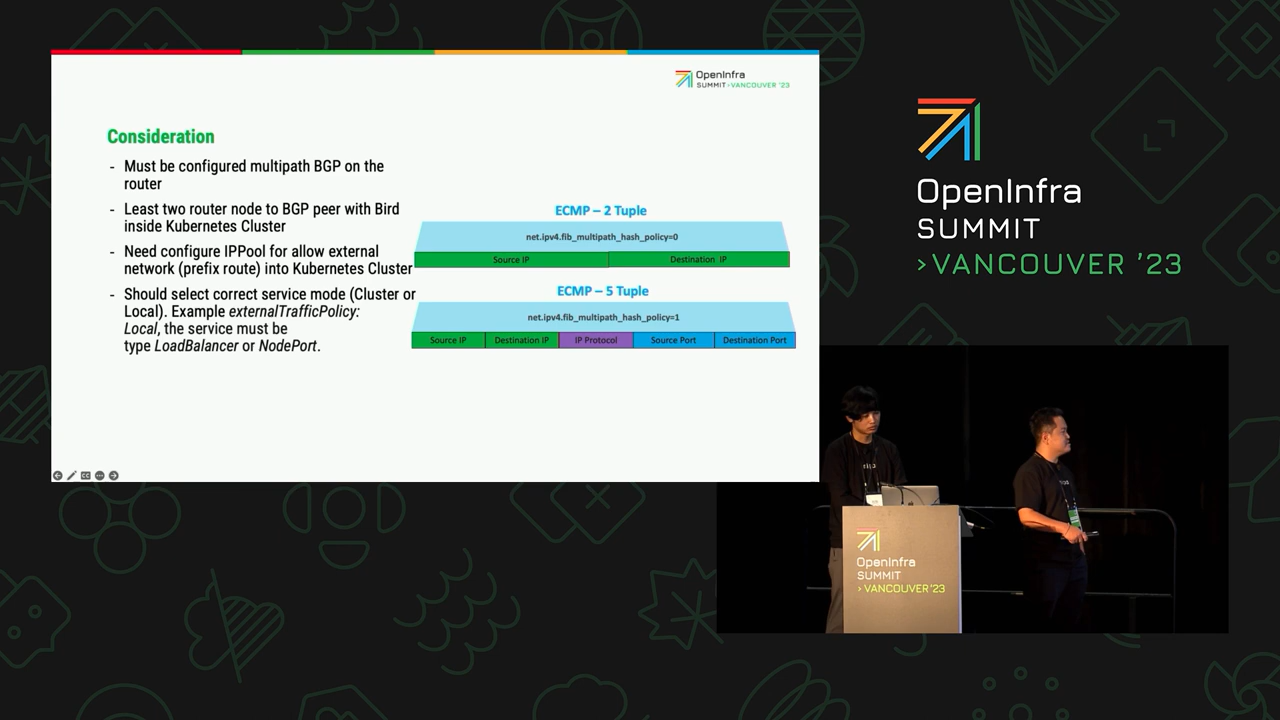 OpenInfra
SUMMIT >VANCOUVER '23
Consideration
- Must be configured multipath BGP on the
router
- Least two router node to BGP peer with Bird
inside Kubernetes Cluster
- Need configure IPPool for allow external
network (prefix route) into Kubernetes Cluster
- Should select correct service mode (Cluster or
Local). Example externalTrafficPolicy:
Local, the service must be
type LoadBalancer or NodePort.
ECMP – 2 Tuple
net.ipv4.fib_multipath_hash_policy=0
Source IP
Destination IP
ECMP – 5 Tuple
net.ipv4.fib_multipath_hash_policy=1
Source IP
Destination IP
IP Protocol
Source Port
Destination Port
OpenInfra
SUMMIT
>VANCOUVER '23
OpenInfra
SUMMIT
>VANCOUVER '23